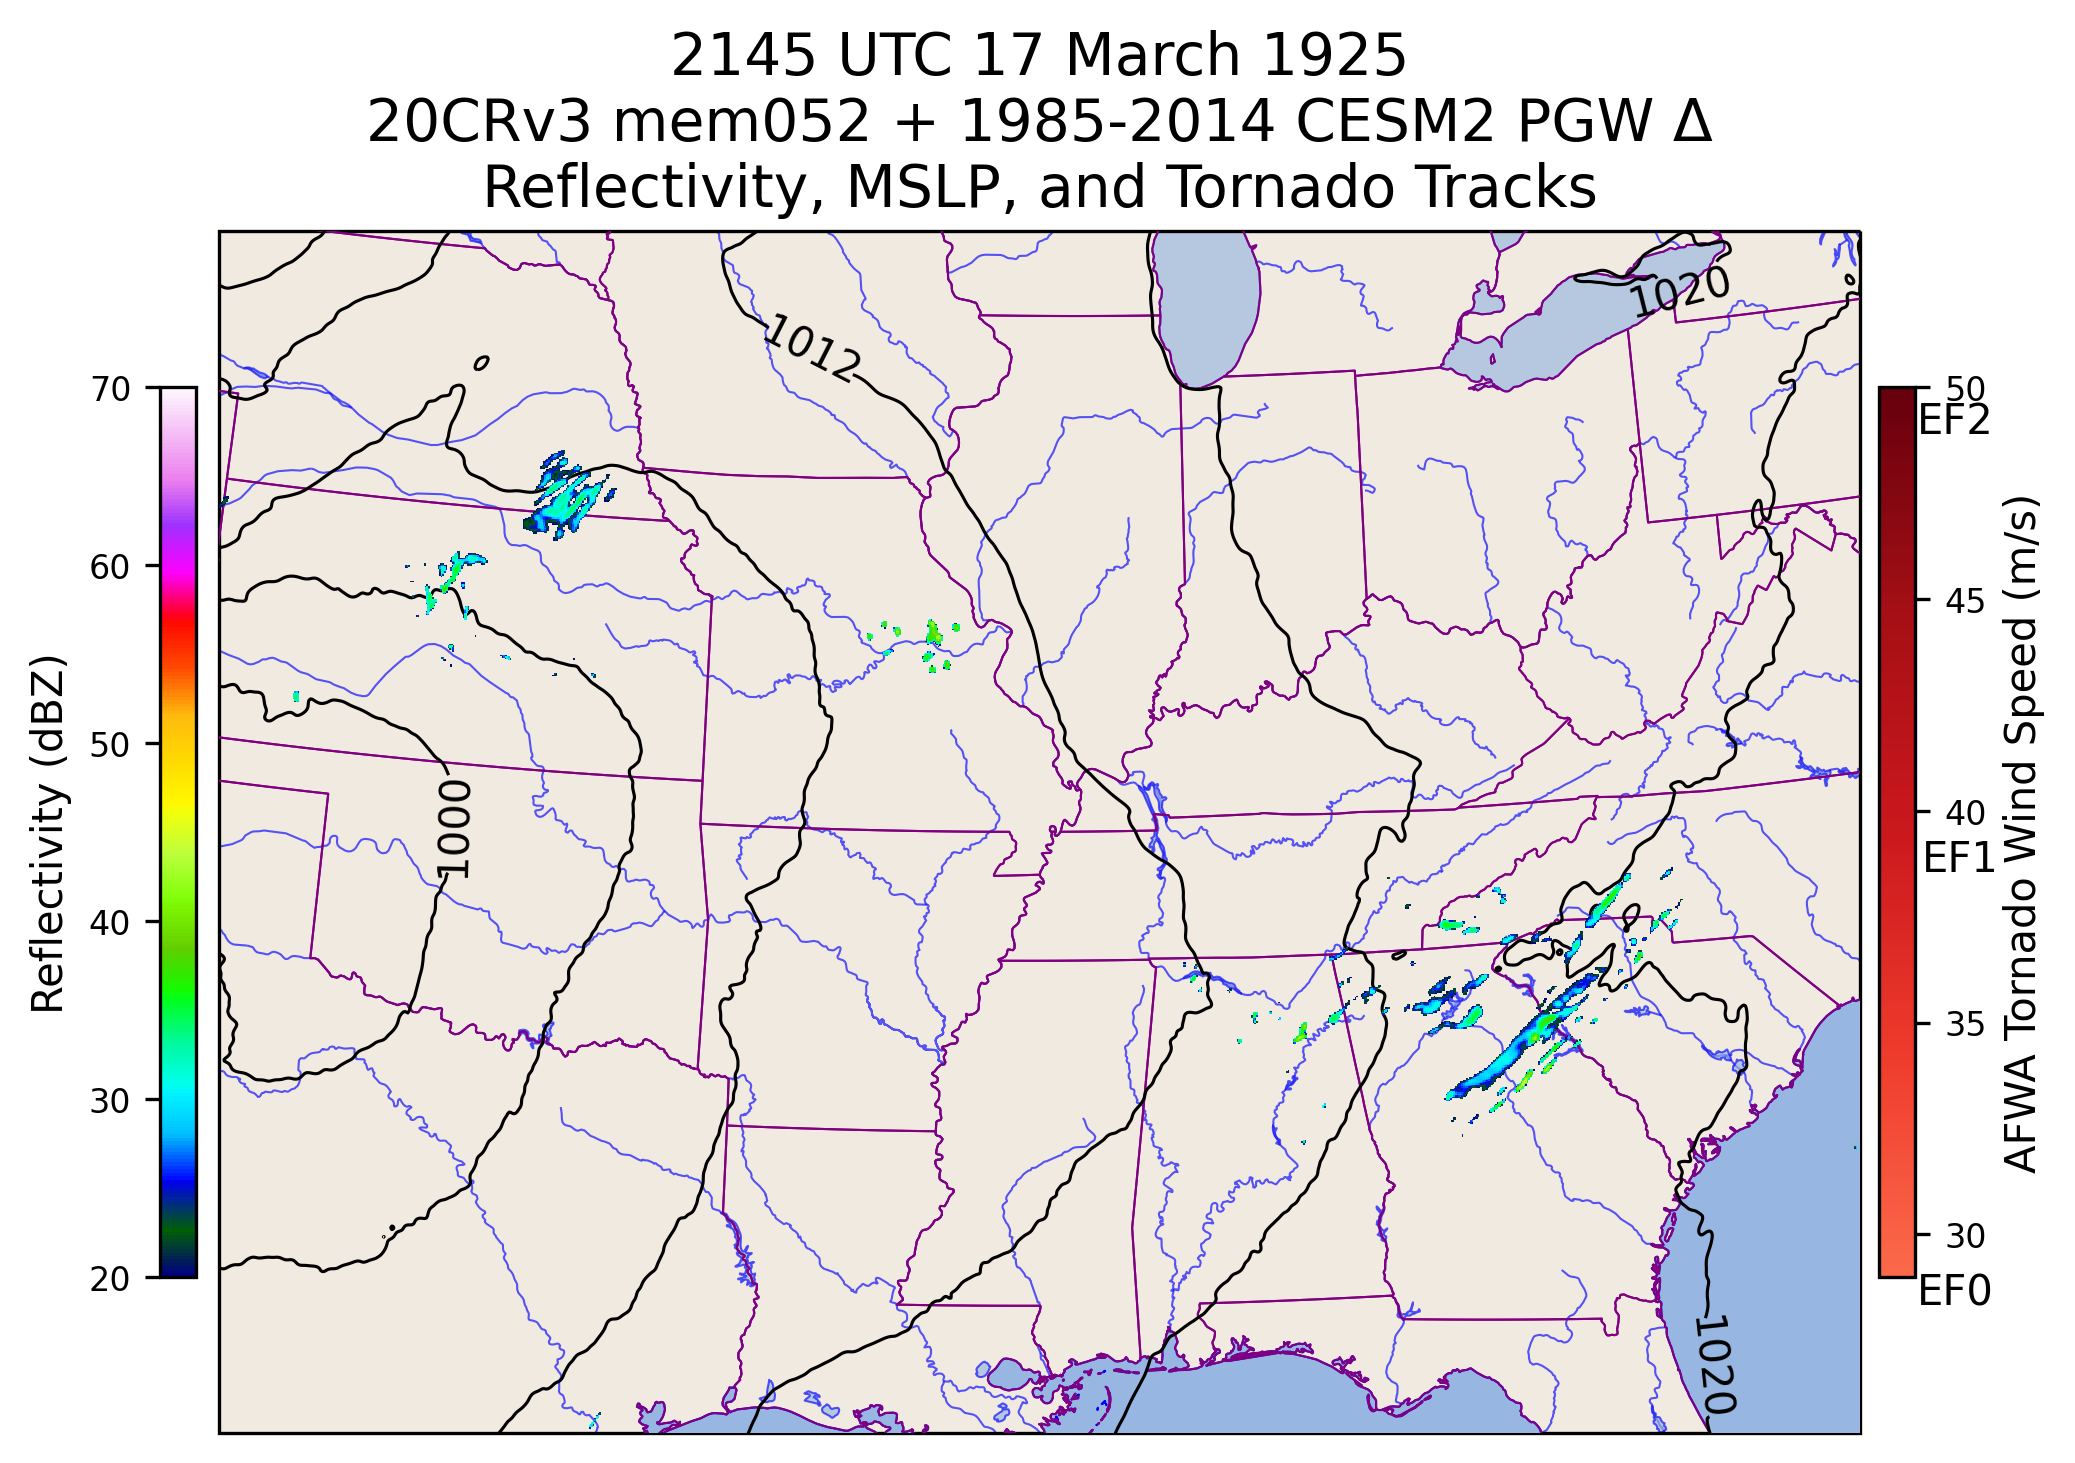 2145 UTC 17 March 1925
20CRv3 mem052 + 1985-2014 CESM2 PGW Δ
Reflectivity, MSLP, and Tornado Tracks
1020
1012
1000
1020
70
60
50
40
30
20
Reflectivity (dBZ)
50
EF2
45
40
EF1
35
30
EF0
AFWA Tornado Wind Speed (m/s)